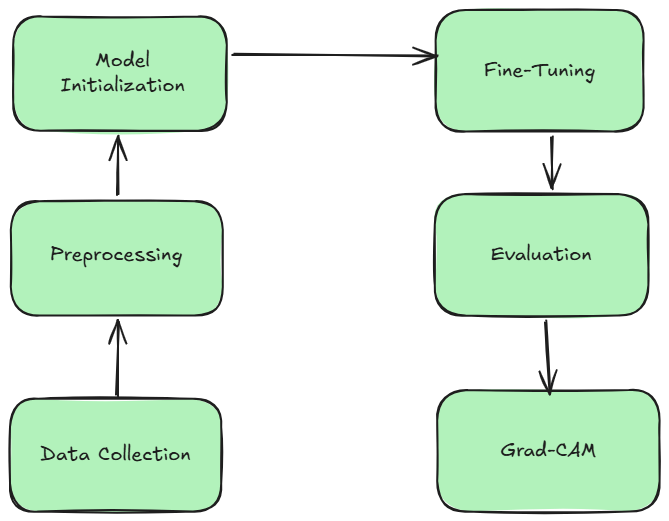 Model
Initialization
Fine-Tuning
Preprocessing
Evaluation
Data Collection
Grad-CAM